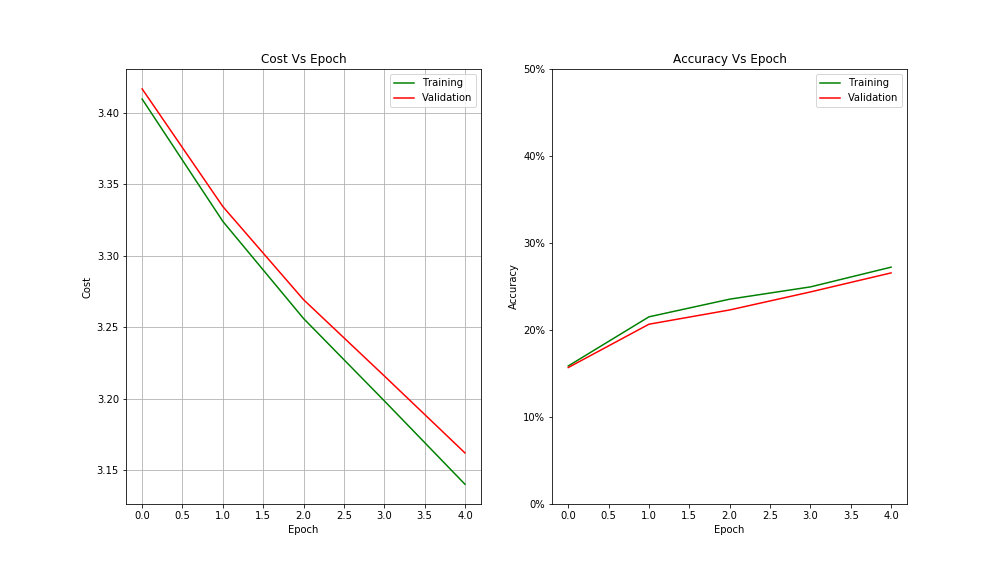 Cost Vs Epoch
Training
Validation
3.40
3.35
3.30
3.25
3.20
3.15
Cost
0.0 0.5 1.0 1.5 2.0 2.5 3.0 3.5 4.0
Epoch
Accuracy Vs Epoch
Training
Validation
50%
40%
30%
20%
10%
0%
Accuracy
0.0 0.5 1.0 1.5 2.0 2.5 3.0 3.5 4.0
Epoch